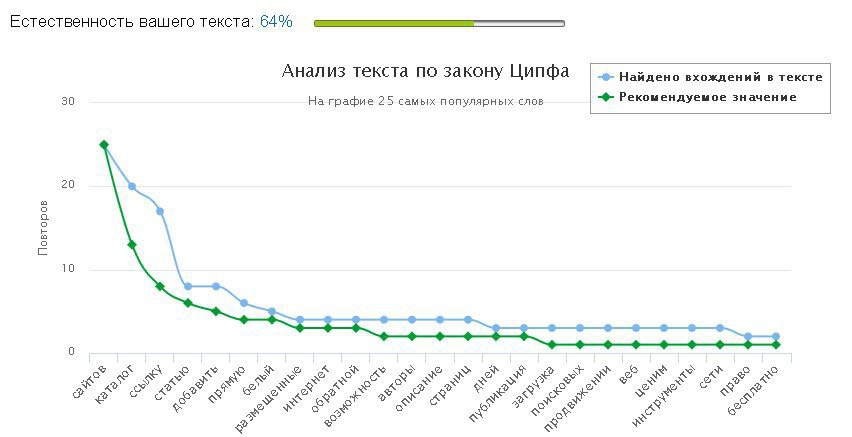 Естественность вашего текста: 64%
Анализ текста по закону Ципфа
На графие 25 самых популярных слов
Найдено вхождений в тексте
Рекомендуемое значение
Повторов
30
20
10
0
сайтов
каталог
ссылку
статью
добавить
прямую
белый
размещенные
интернет
обратной
возможность
авторы
описание
страниц
дней
публикация
загрузка
поисковых
продвижении
веб
ценим
инструменты
сети
право
бесплатно